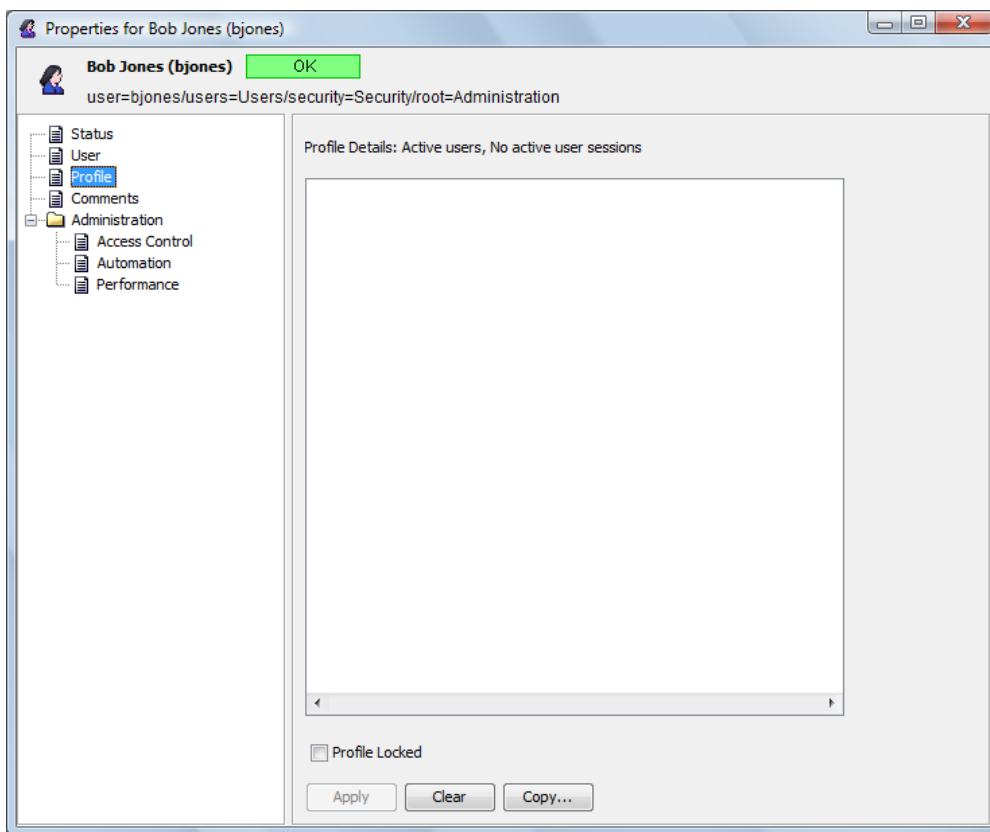 Properties for Bob Jones (bjones)
Bob Jones (bjones) OK
user=bjones/users=Users/security=Security/root=Administration
Status
User
Profile
Comments
Administration
Access Control
Automation
Performance
Profile Details: Active users, No active user sessions
Profile Locked
Apply Clear Copy...